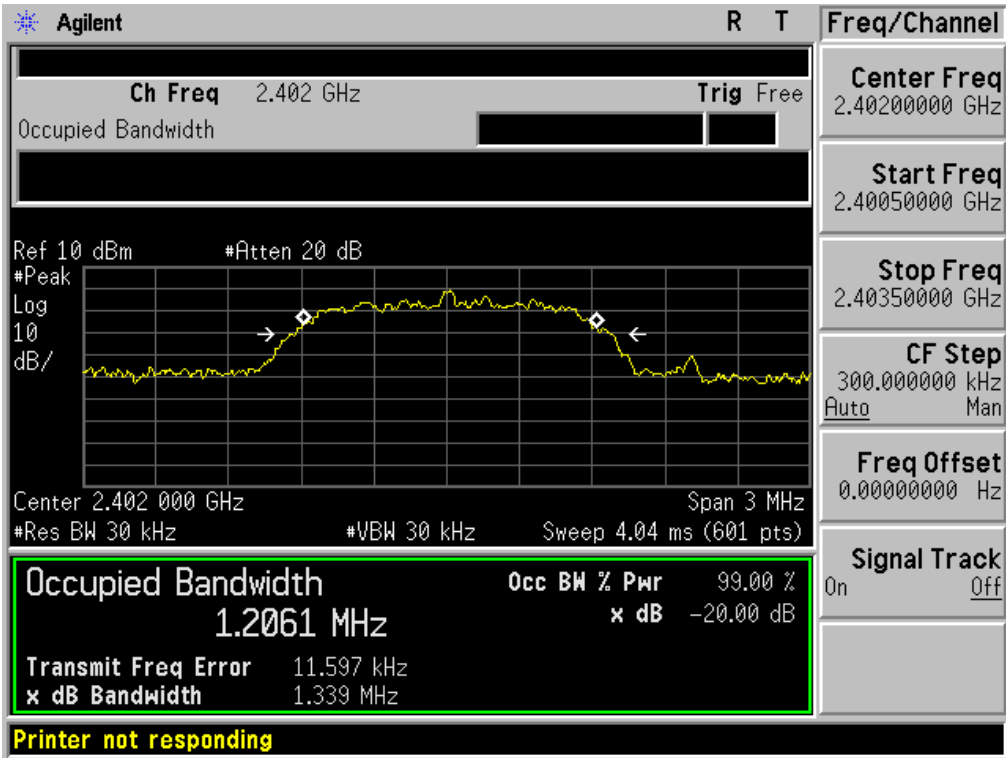 Agilent R T
Ch Freq 2.402 GHz Trig Free
Occupied Bandwidth
Ref 10 dBm #Atten 20 dB
#Peak
Log
10
dB/
Center 2.402 000 GHz Span 3 MHz
#Res BW 30 kHz #VBW 30 kHz Sweep 4.04 ms (601 pts)
Occupied Bandwidth
1.2061 MHz
Occ BW % Pwr 99.00 %
x dB -20.00 dB
Transmit Freq Error 11.597 kHz
x dB Bandwidth 1.339 MHz
Printer not responding
Freq/Channel
Center Freq
2.40200000 GHz
Start Freq
2.40050000 GHz
Stop Freq
2.40350000 GHz
CF Step
300.000000 kHz
Auto Man
Freq Offset
0.00000000 Hz
Signal Track
On Off